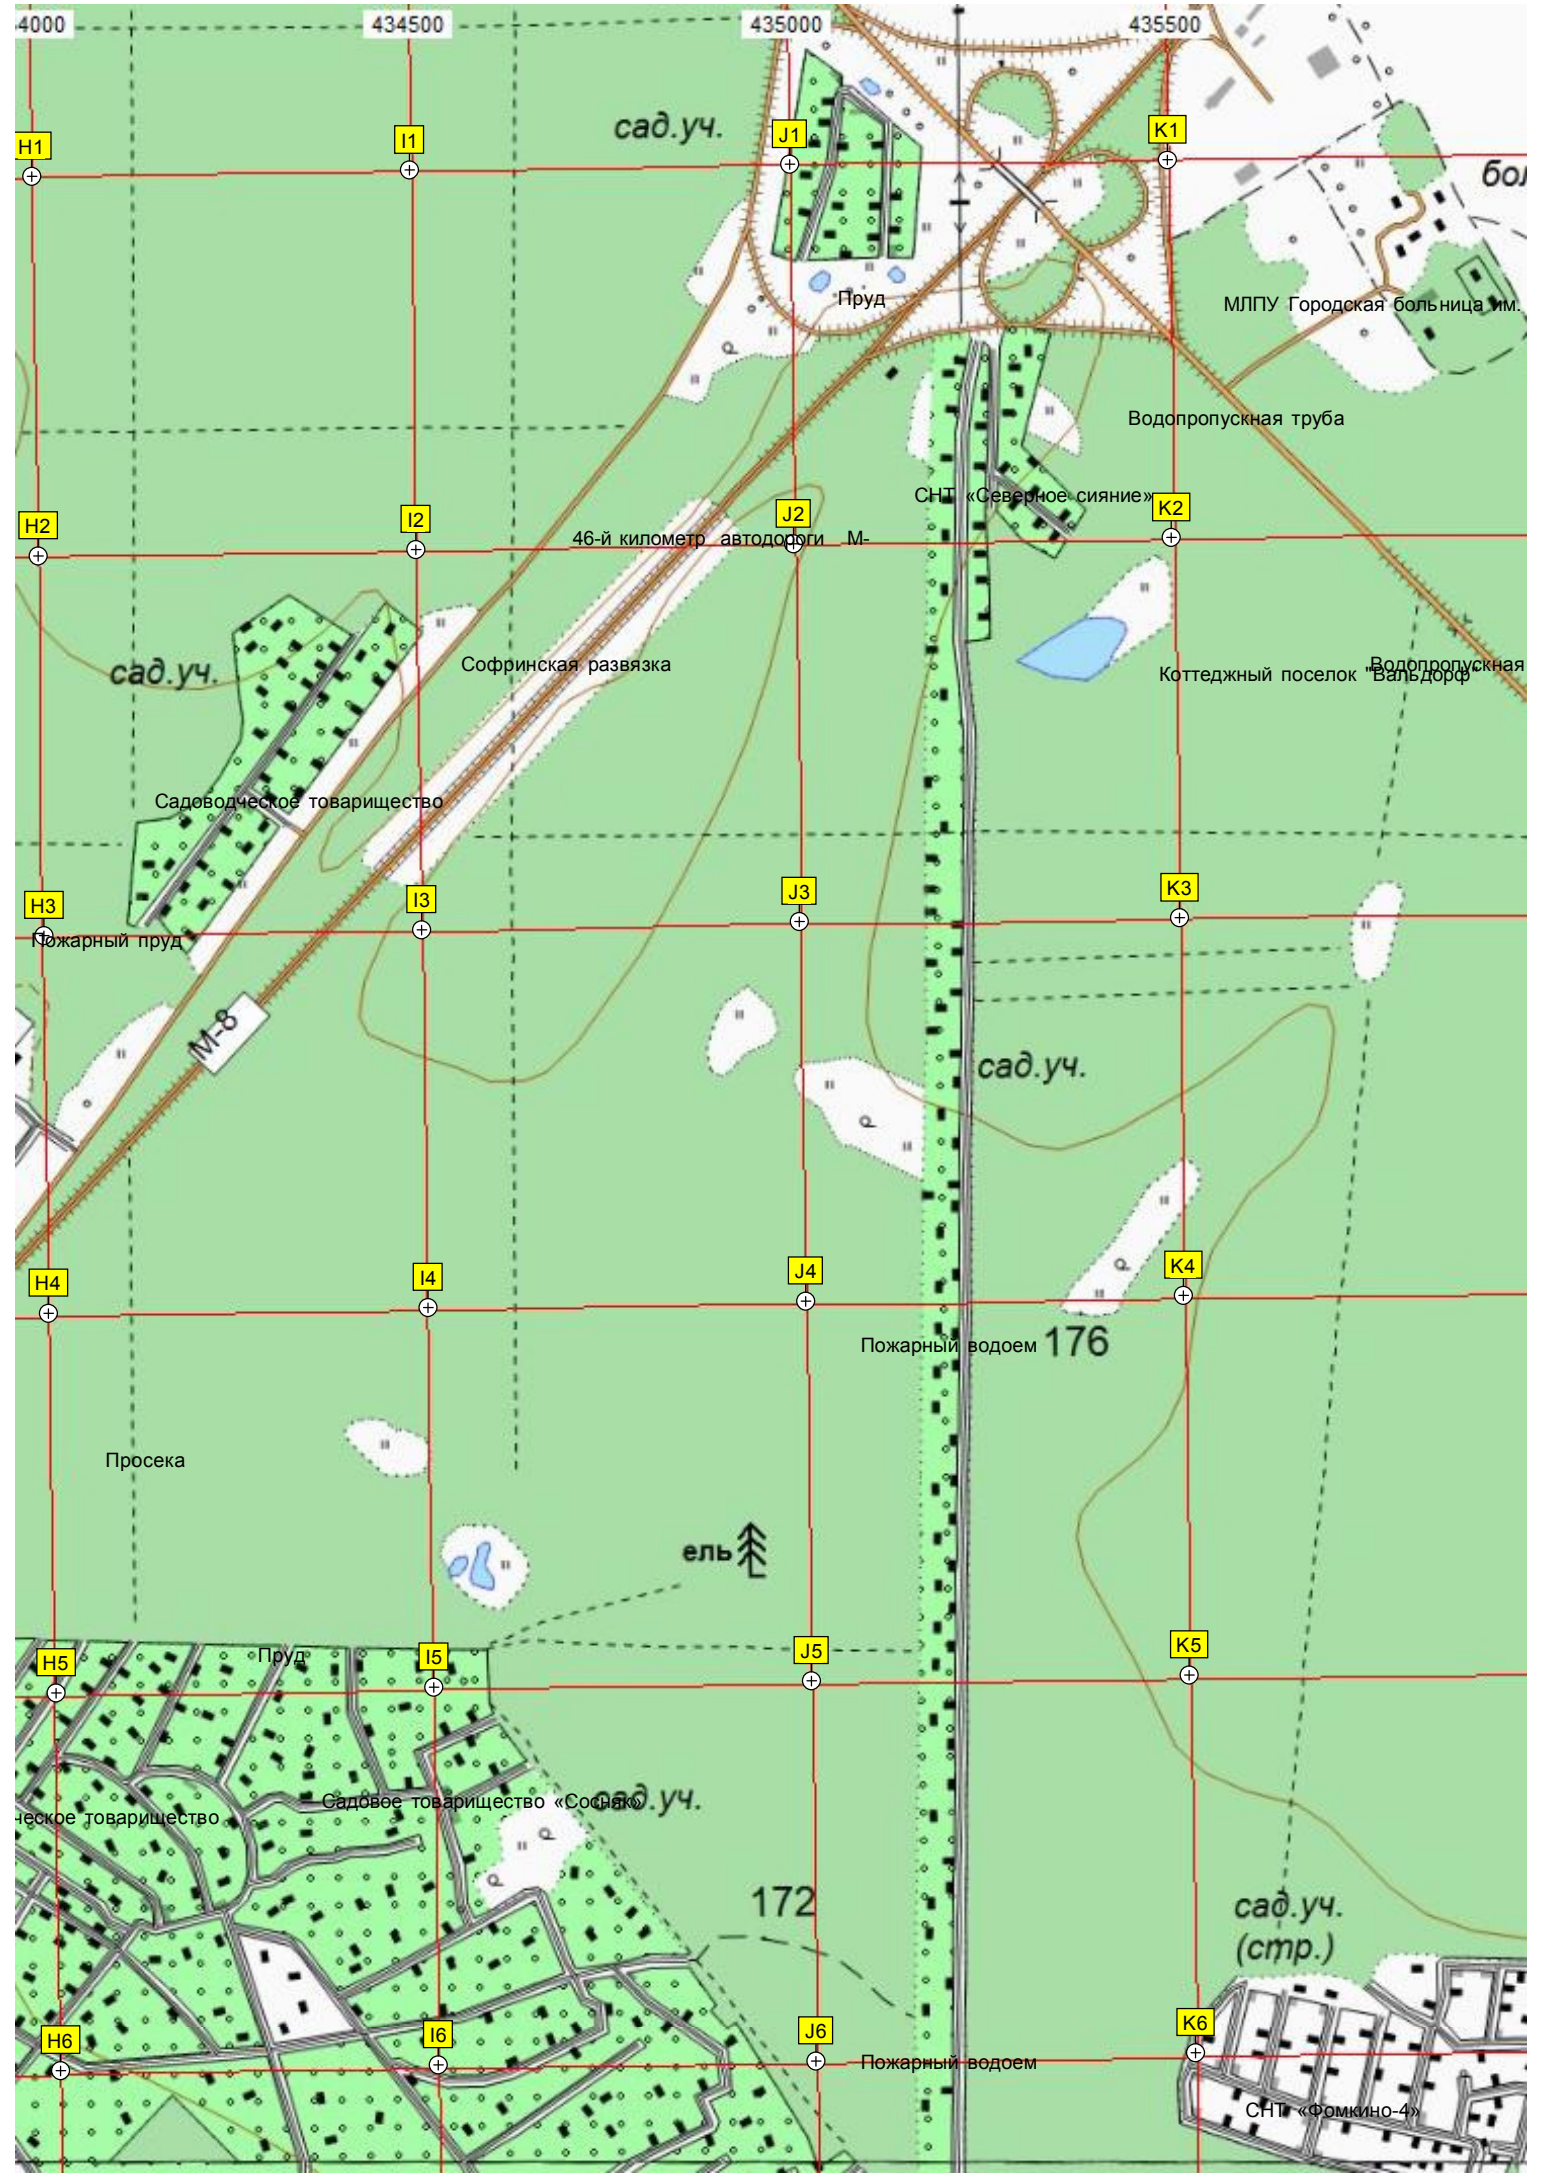 4000 434500 435000 435500
сад.уч.
H1 I1 J1 K1
бол
Пруд
МЛПУ Городская больница им.
Водопропускная труба
СНТ «Северное сияние»
H2 I2 J2 K2
46-й километр автодороги М-
сад.уч.
Софринская развязка
Водопропускная
Коттеджный поселок "Вальдорф"
Садоводческое товарищество
H3 I3 J3 K3
Пожарный пруд
М-8
сад.уч.
H4 I4 J4 K4
Пожарный водоем
176
Просека
ель
H5 I5 J5 K5
Пруд
Садовое товарищество «Сосняк»
сад.уч.
ческое товарищество
172
сад.уч.
(стр.)
H6 I6 J6 K6
Пожарный водоем
СНТ «Фомкино-4»